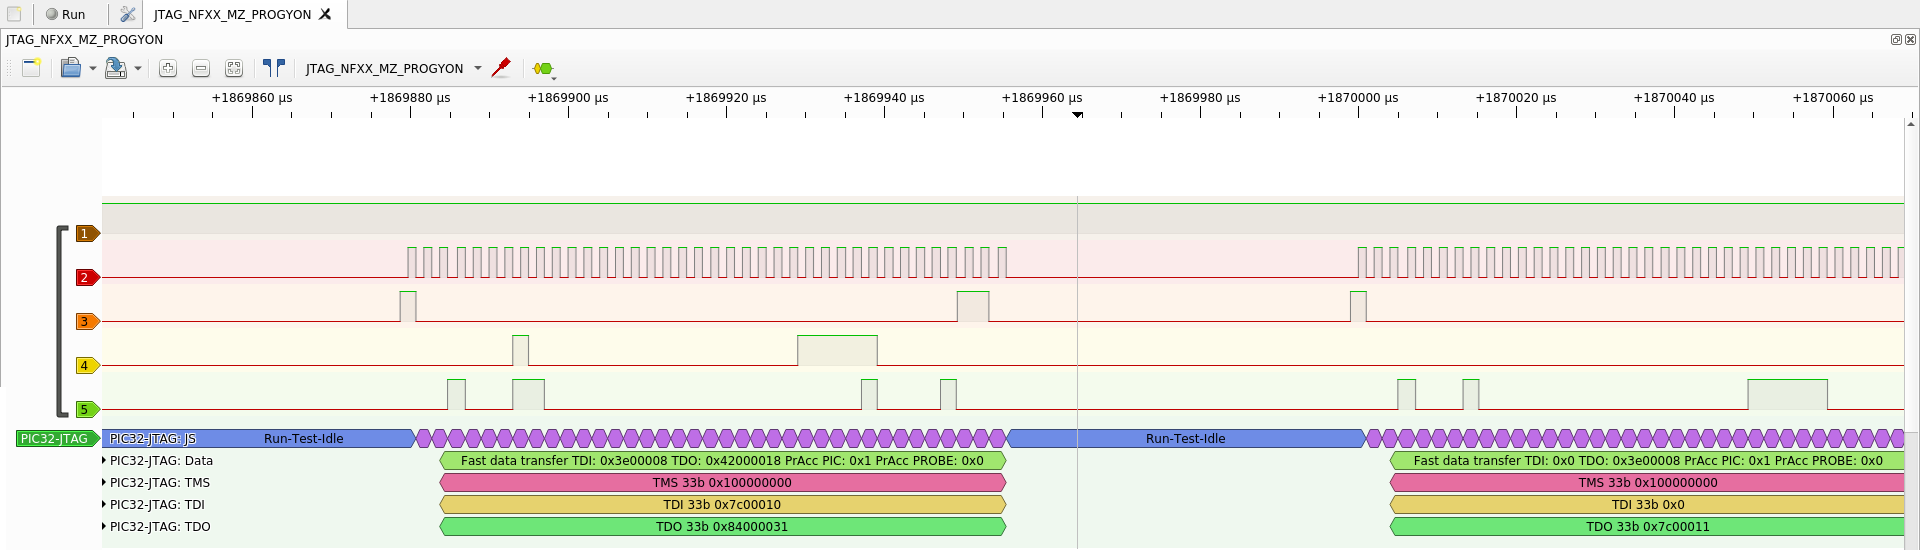 Run JTAG_NFXX_MZ_PROGYON
JTAG_NFXX_MZ_PROGYON
JTAG_NFXX_MZ_PROGYON
+1869860 µs +1869880 µs +1869900 µs +1869920 µs +1869940 µs +1869960 µs +1869980 µs +1870000 µs +1870020 µs +1870040 µs +1870060 µs
1
2
3
4
5
PIC32-JTAG PIC32-JTAG: JS Run-Test-Idle Run-Test-Idle
PIC32-JTAG: Data Fast data transfer TDI: 0x3e00008 TDO: 0x42000018 PrAcc PIC: 0x1 PrAcc PROBE: 0x0 Fast data transfer TDI: 0x0 TDO: 0x3e00008 PrAcc PIC: 0x1 PrAcc PROBE: 0x0
PIC32-JTAG: TMS TMS 33b 0x100000000 TMS 33b 0x100000000
PIC32-JTAG: TDI TDI 33b 0x7c00010 TDI 33b 0x0
PIC32-JTAG: TDO TDO 33b 0x84000031 TDO 33b 0x7c00011